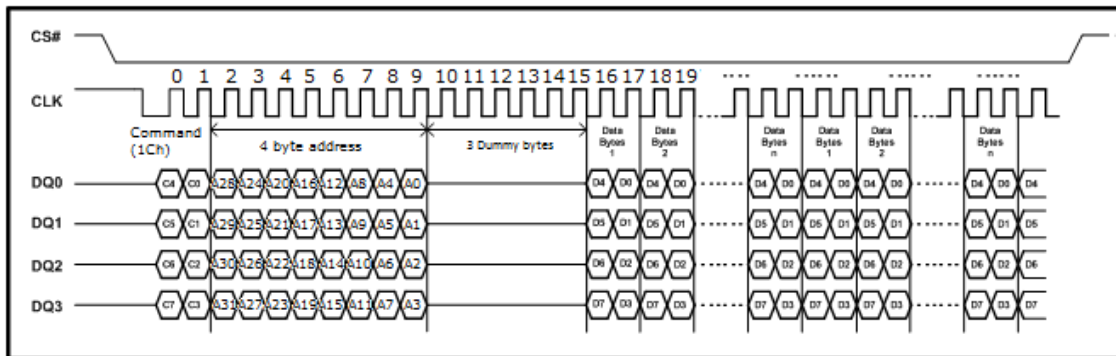 CS#
0 1 2 3 4 5 6 7 8 9 10 11 12 13 14 15 16 17 18 19
CLK
Command
(1Ch)
4 byte address
3 Dummy bytes
Data Bytes 1
Data Bytes 2
Data Bytes n
Data Bytes 1
Data Bytes 2
Data Bytes n
DQ0 C4 C0 A28 A24 A20 A16 A12 A8 A4 A0 D4 D0 D4 D0 D4 D0 D4 D0 D4 D0 D4 D0 D4
DQ1 C5 C1 A29 A25 A21 A17 A13 A9 A5 A1 D5 D1 D5 D1 D5 D1 D5 D1 D5 D1 D5 D1 D5
DQ2 C6 C2 A30 A26 A22 A18 A14 A10 A6 A2 D6 D2 D6 D2 D6 D2 D6 D2 D6 D2 D6 D2 D6
DQ3 C7 C3 A31 A27 A23 A19 A15 A11 A7 A3 D7 D3 D7 D3 D7 D3 D7 D3 D7 D3 D7 D3 D7